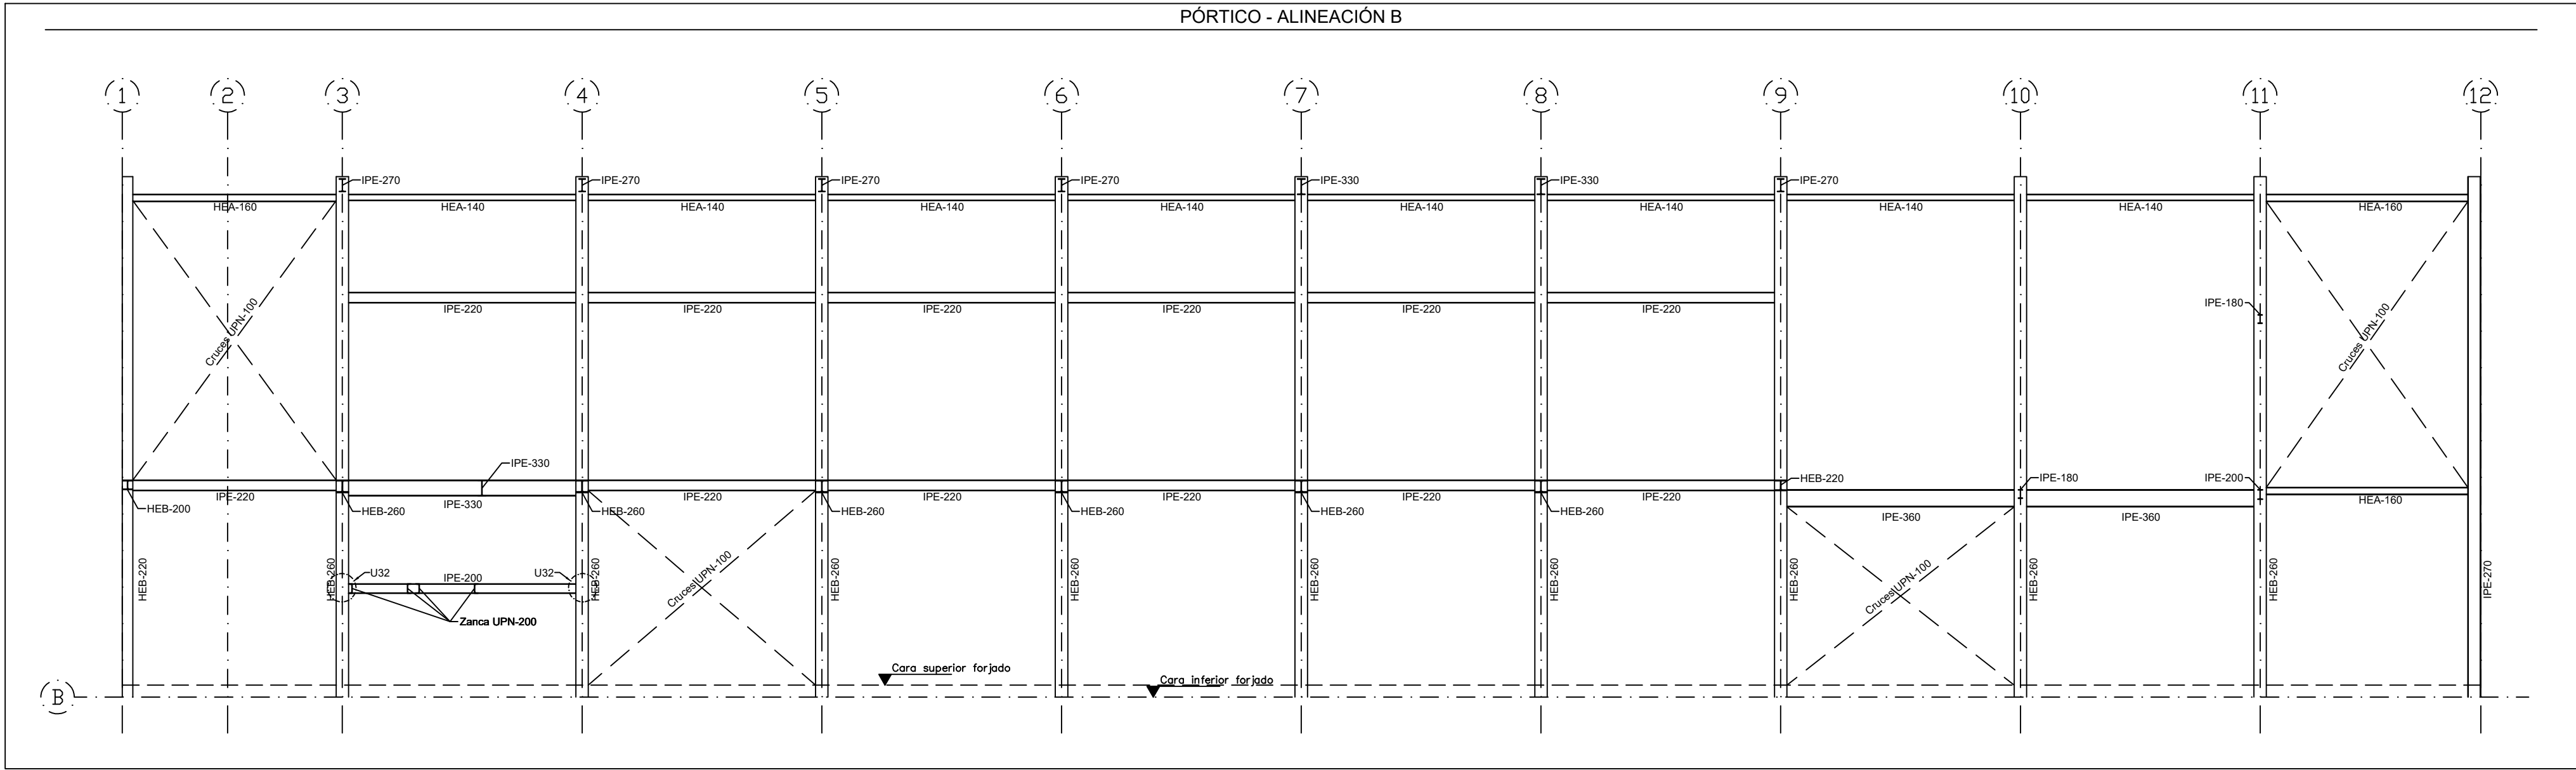 PÓRTICO - ALINEACIÓN B
1 2 3 4 5 6 7 8 9 10 11 12
IPE-270 IPE-270 IPE-270 IPE-270 IPE-330 IPE-330 IPE-270
HEA-160 HEA-140 HEA-140 HEA-140 HEA-140 HEA-140 HEA-140 HEA-140 HEA-140 HEA-160
IPE-180
IPE-220 IPE-220 IPE-220 IPE-220 IPE-220 IPE-220
Cruces UPN-100 Cruces UPN-100
IPE-330
HEB-220 IPE-180 IPE-200
IPE-220 IPE-330 IPE-220 IPE-220 IPE-220 IPE-220 IPE-220 HEA-160
HEB-200 HEB-260 HEB-260 HEB-260 HEB-260 HEB-260 HEB-260 IPE-360 IPE-360
HEB-220 HEB-260 HEB-260 HEB-260 HEB-260 HEB-260 HEB-260 HEB-260 HEB-260 HEB-260 IPE-270
U32 IPE-200 U32
Cruces UPN-100 Cruces UPN-100
Zanca UPN-200
Cara superior forjado
Cara inferior forjado
B